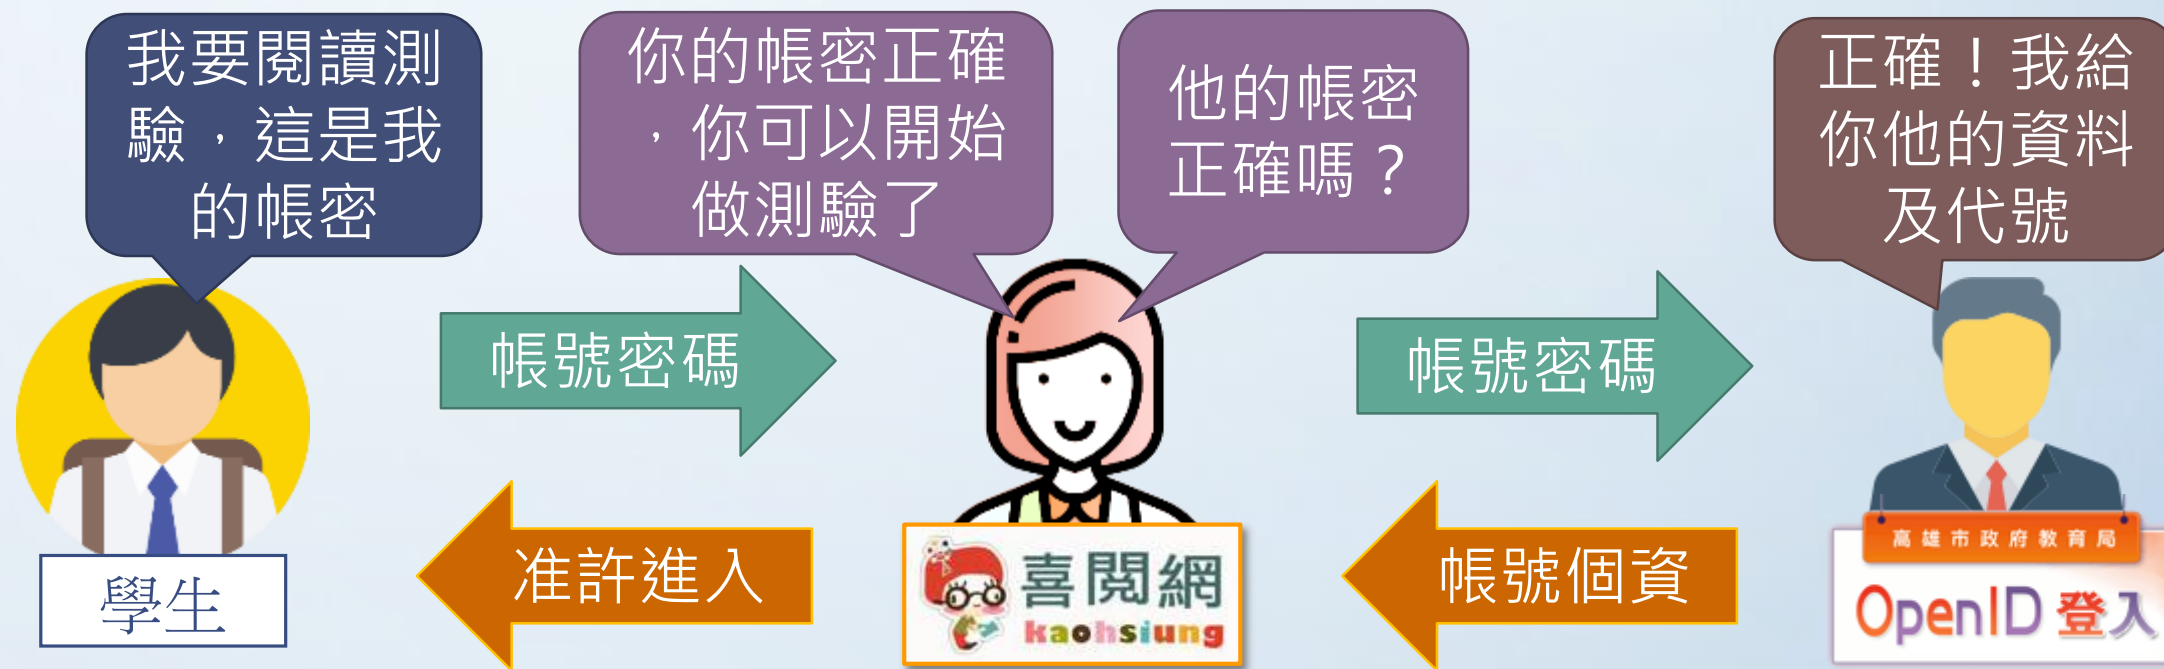 我要閱讀測
驗，這是我
的帳密
你的帳密正確
，你可以開始
做測驗了
他的帳密
正確嗎？
正確！我給
你他的資料
及代號
帳號密碼
帳號密碼
准許進入
帳號個資
學生
喜閱網
kaohsiung
高雄市政府教育局
OpenID 登入